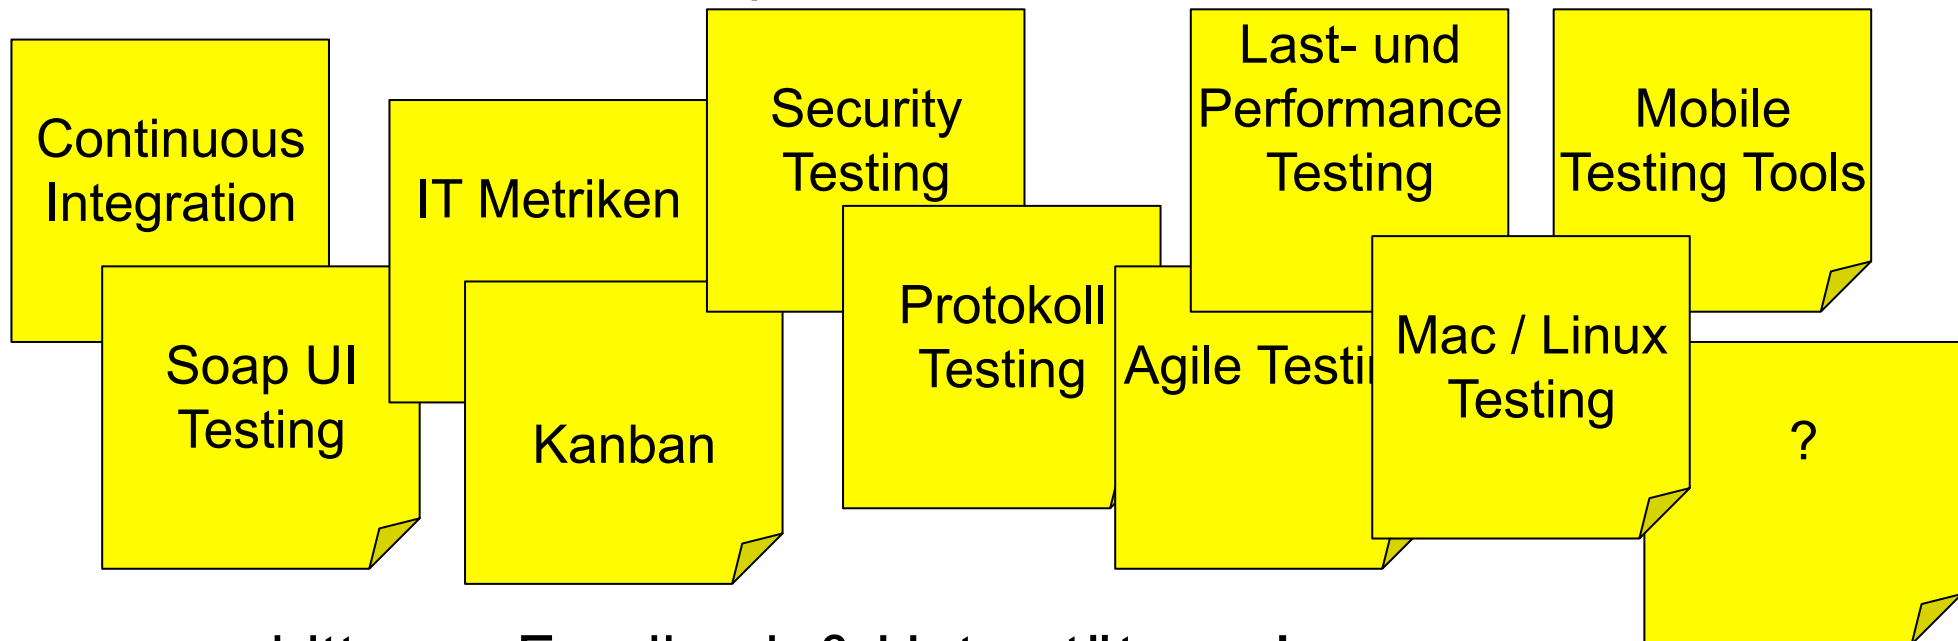 Continuous
Integration
Soap UI
Testing
IT Metriken
Kanban
Security
Testing
Protokoll
Testing
Agile
Last- und
Performance
Testing
Mac / Linux
Testing
Mobile
Testing Tools
?